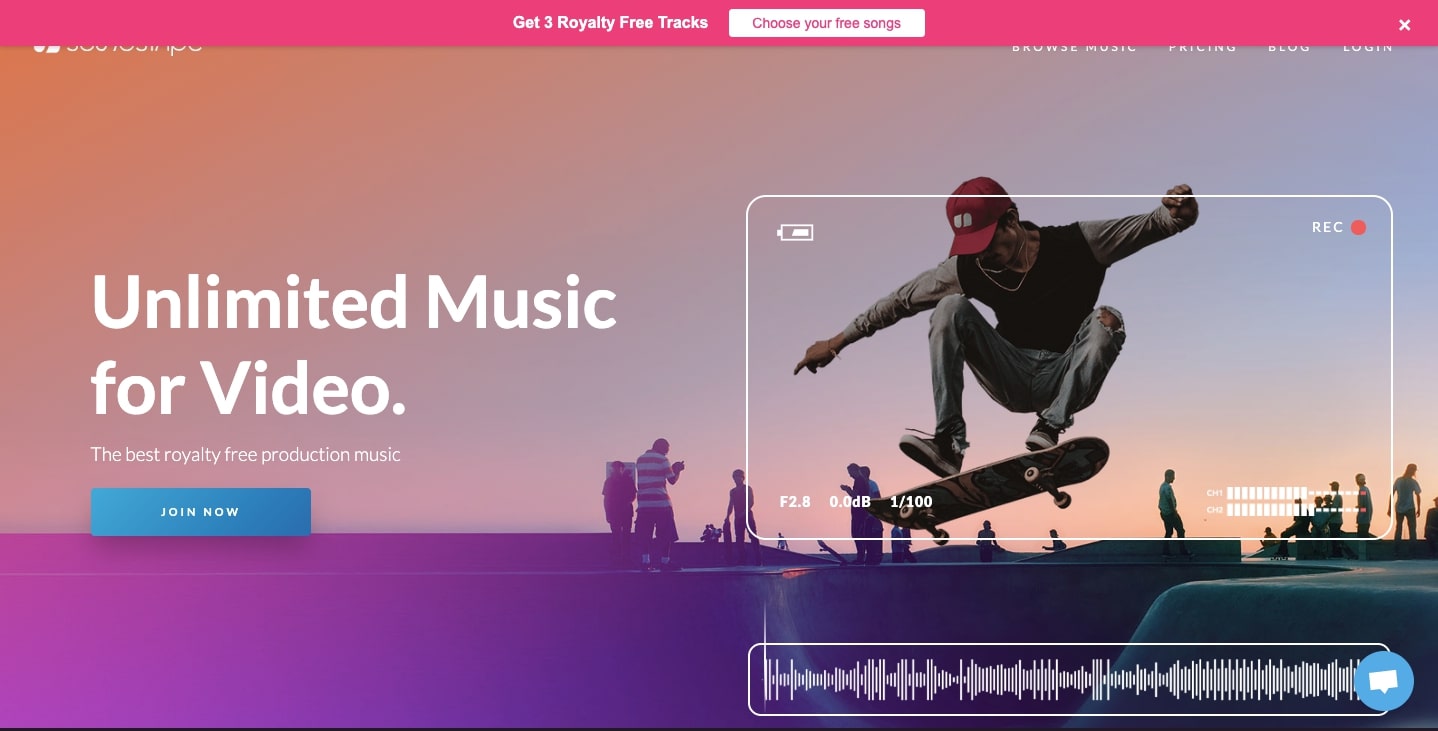 Get 3 Royalty Free Tracks Choose your free songs
BROWSE MUSIC PRICING BLOG LOGIN
REC
Unlimited Music
for Video.
The best royalty free production music
JOIN NOW
F2.8 0.0dB 1/100
CH1
CH2